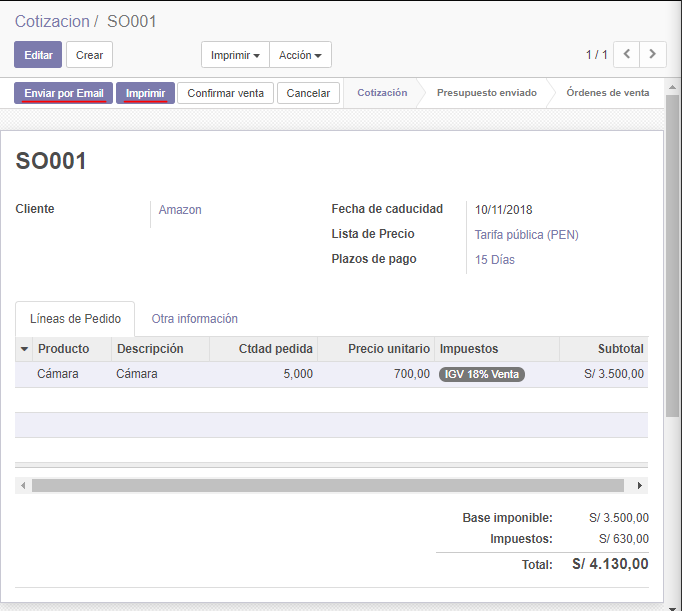 Cotizacion / SO001
Editar Crear Imprimir Acción 1 / 1
Enviar por Email Imprimir Confirmar venta Cancelar Cotización Presupuesto enviado Órdenes de venta
SO001
Cliente Amazon Fecha de caducidad 10/11/2018
Lista de Precio Tarifa pública (PEN)
Plazos de pago 15 Días
Líneas de Pedido Otra información
Producto Descripción Ctdad pedida Precio unitario Impuestos Subtotal
Cámara Cámara 5,000 700,00 IGV 18% Venta S/ 3.500,00
Base imponible: S/ 3.500,00
Impuestos: S/ 630,00
Total: S/ 4.130,00